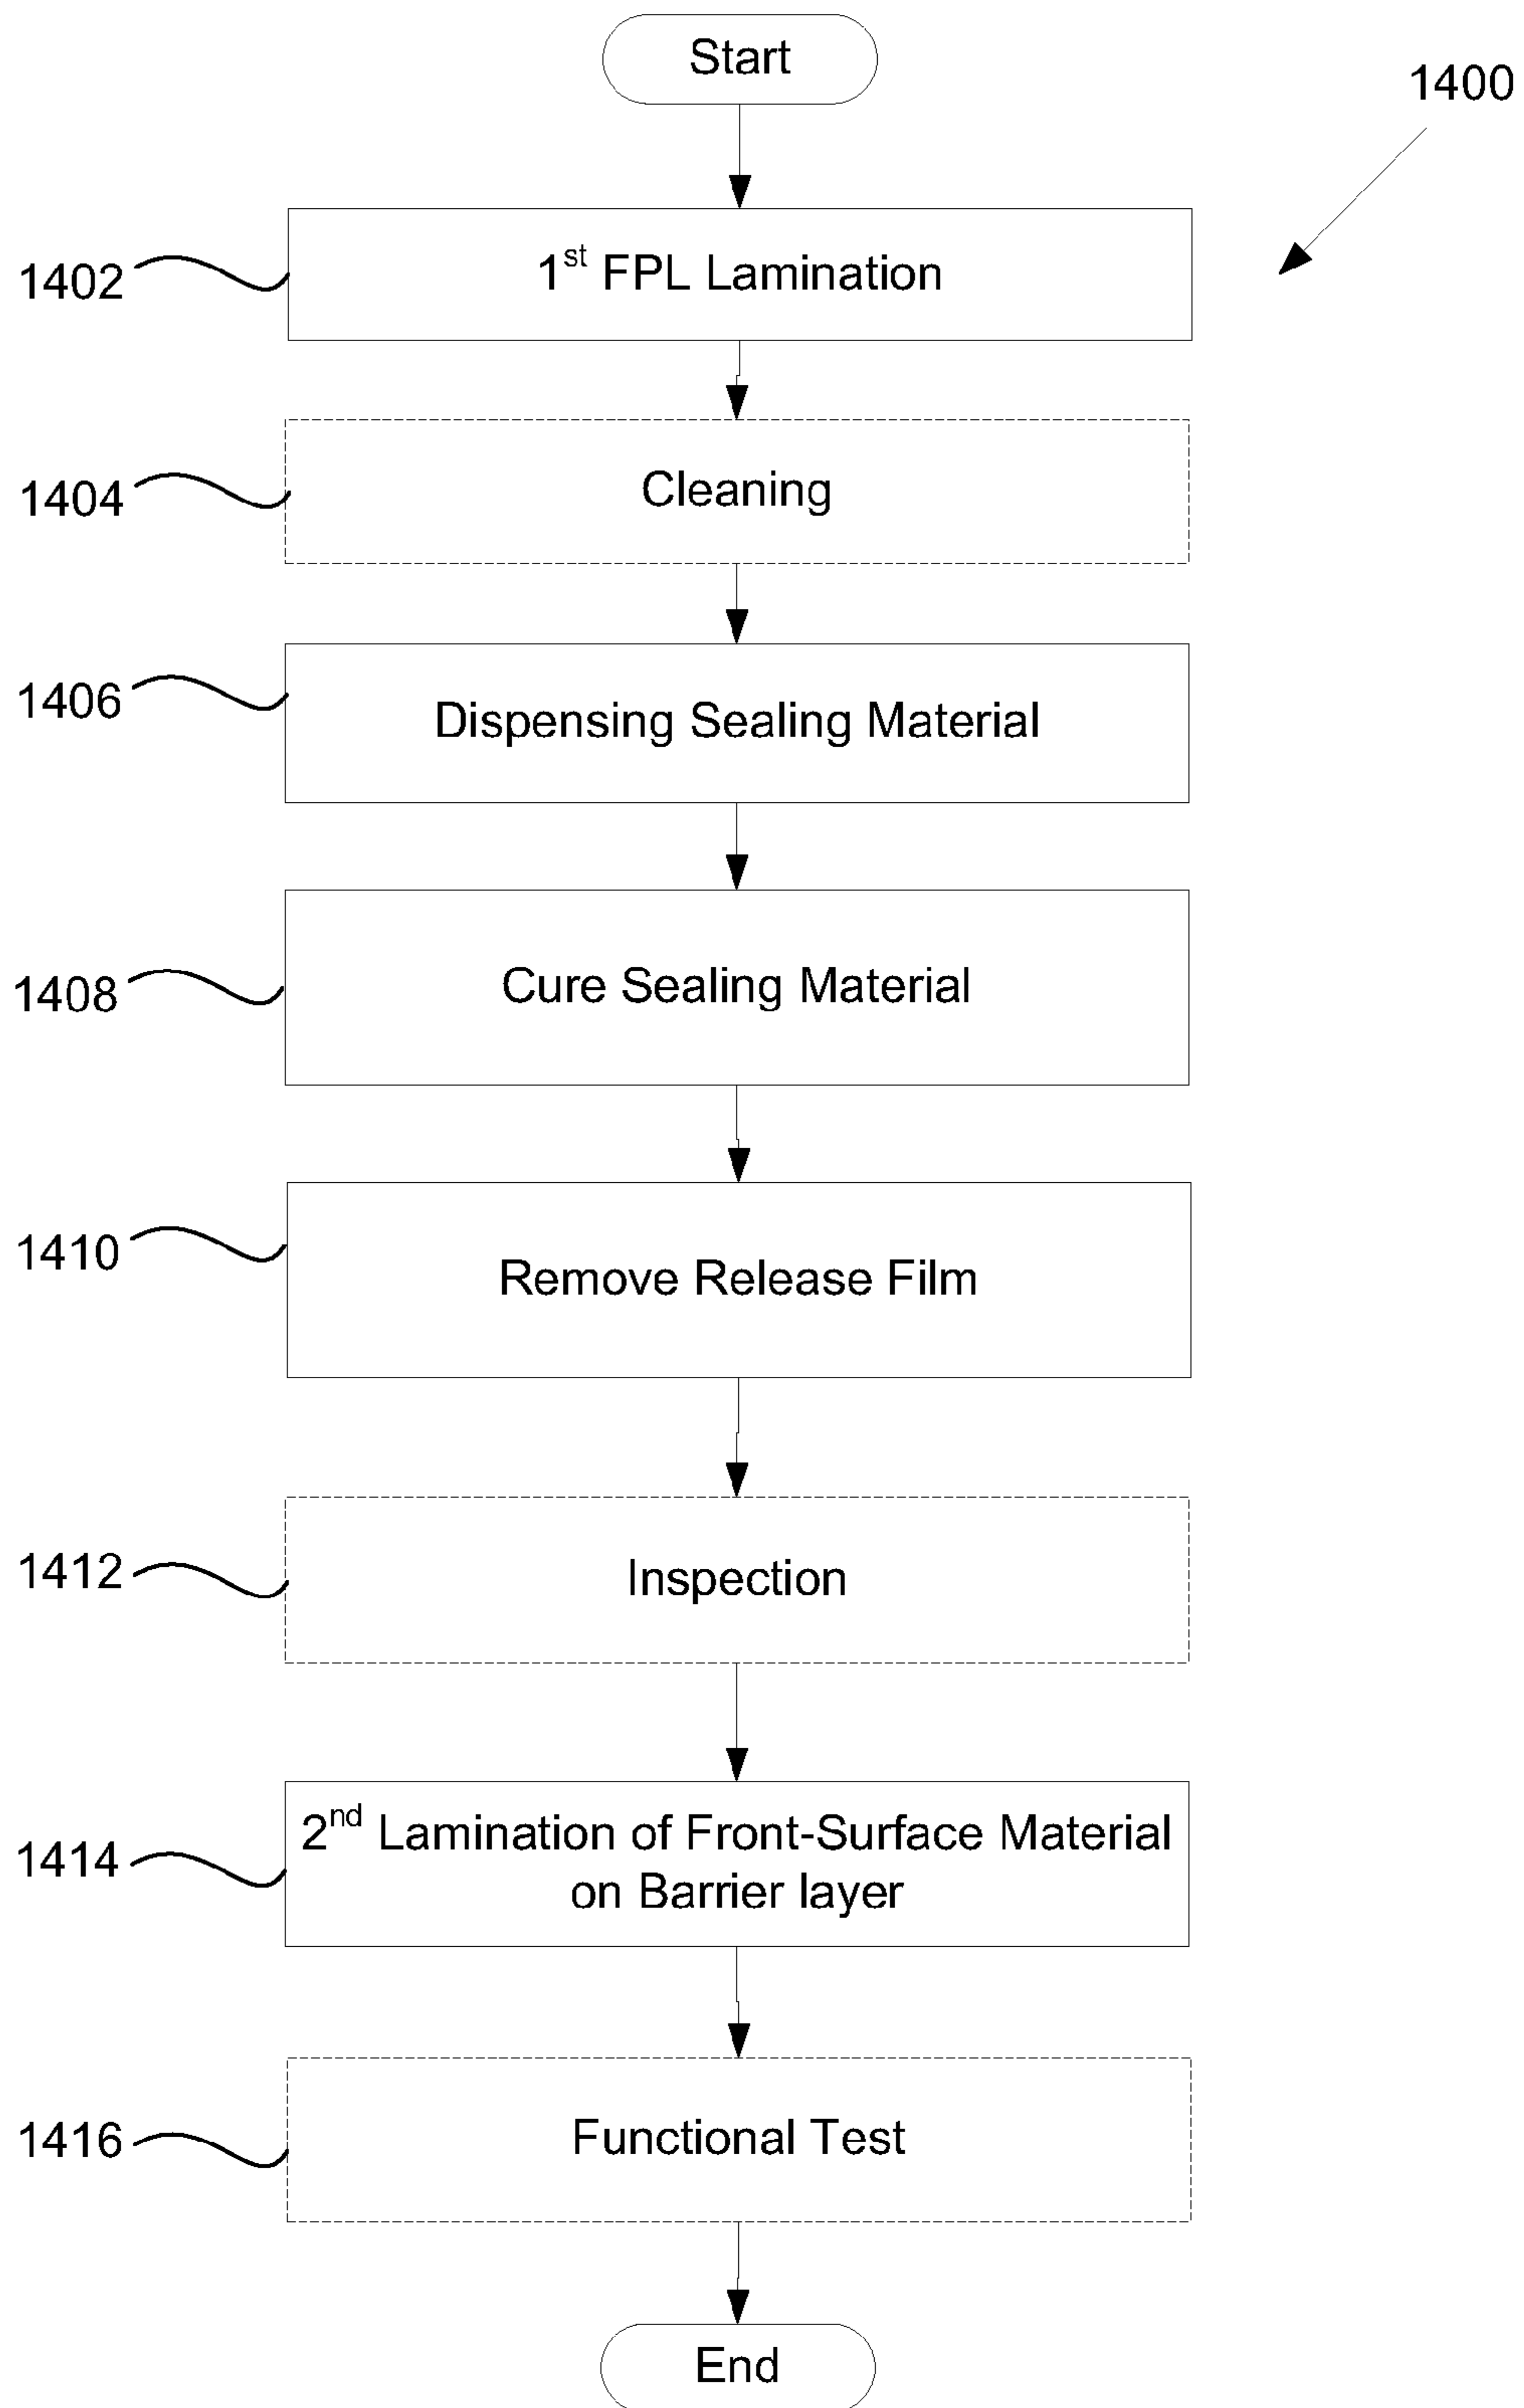 Start
1400
1402
1st FPL Lamination
1404
Cleaning
1406
Dispensing Sealing Material
1408
Cure Sealing Material
1410
Remove Release Film
1412
Inspection
1414
2nd Lamination of Front-Surface Material
on Barrier layer
1416
Functional Test
End